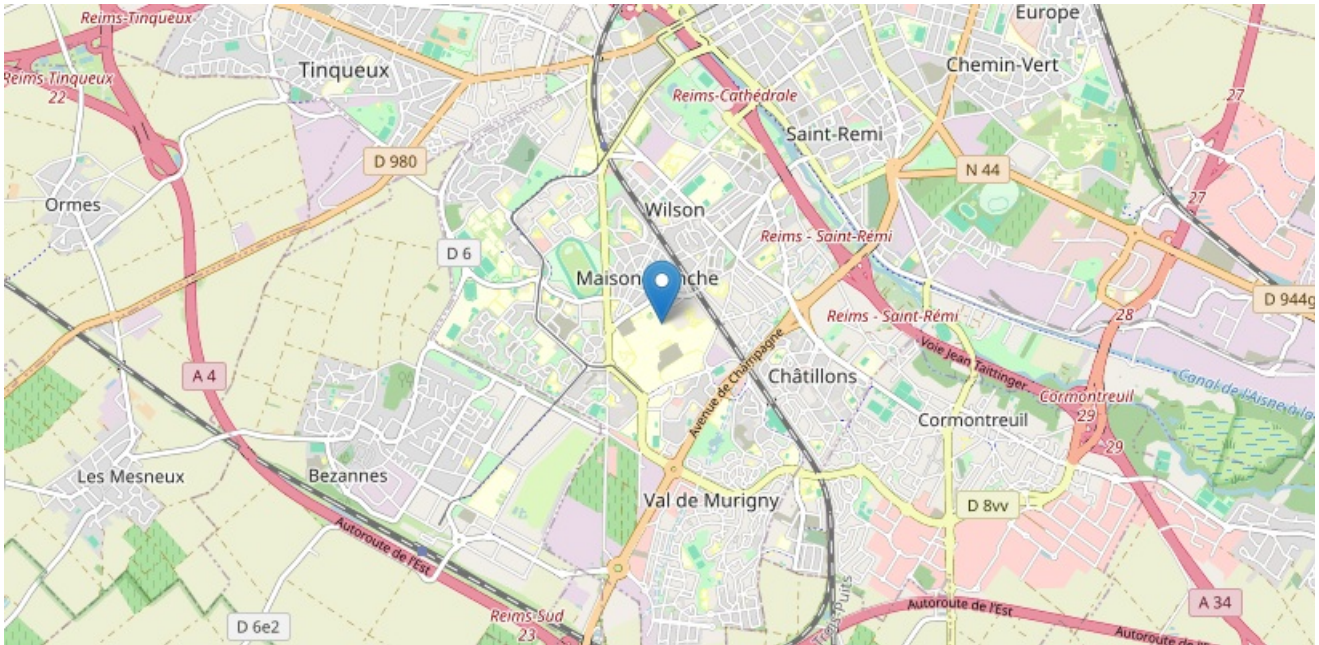 Reims-Tinqueux
Europe
Tinqueux
Chemin-Vert
Reims-Tinqueux
22
Reims-Cathédrale
27
Saint-Remi
D 980
N 44
27
Ormes
Wilson
Reims - Saint-Rémi
D 6
D 944g
28
Reims - Saint-Rémi
Voie Jean Taittinger
A 4
Avenue de Champagne
Châtillons
Canal de l'Aisne à la
Cormontreuil
29
Cormontreuil
29
Les Mesneux
Bezannes
Val de Murigny
D 8vv
Autoroute de l'Est
Autoroute de l'Est
A 34
Reims-Sud
23
D 6e2
Autoroute de l'E